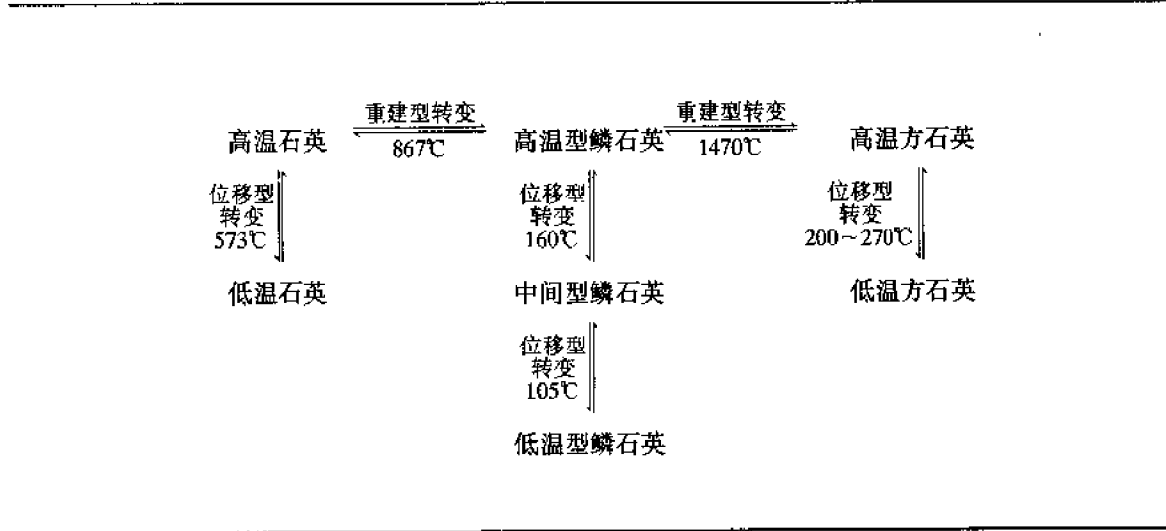 重建型转变 重建型转变
高温石英 867℃ 高温型鳞石英 1470℃ 高温方石英
位移型 位移型 位移型
转变 转变 转变
573℃ 160℃ 200～270℃
低温石英 中间型鳞石英 低温方石英
位移型
转变
105℃
低温型鳞石英